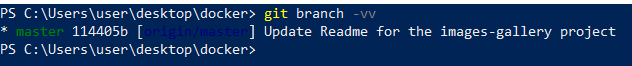 PS C:\Users\user\desktop\docker> git branch -vv
* master 114405b [origin/master] Update Readme for the images-gallery project
PS C:\Users\user\desktop\docker>